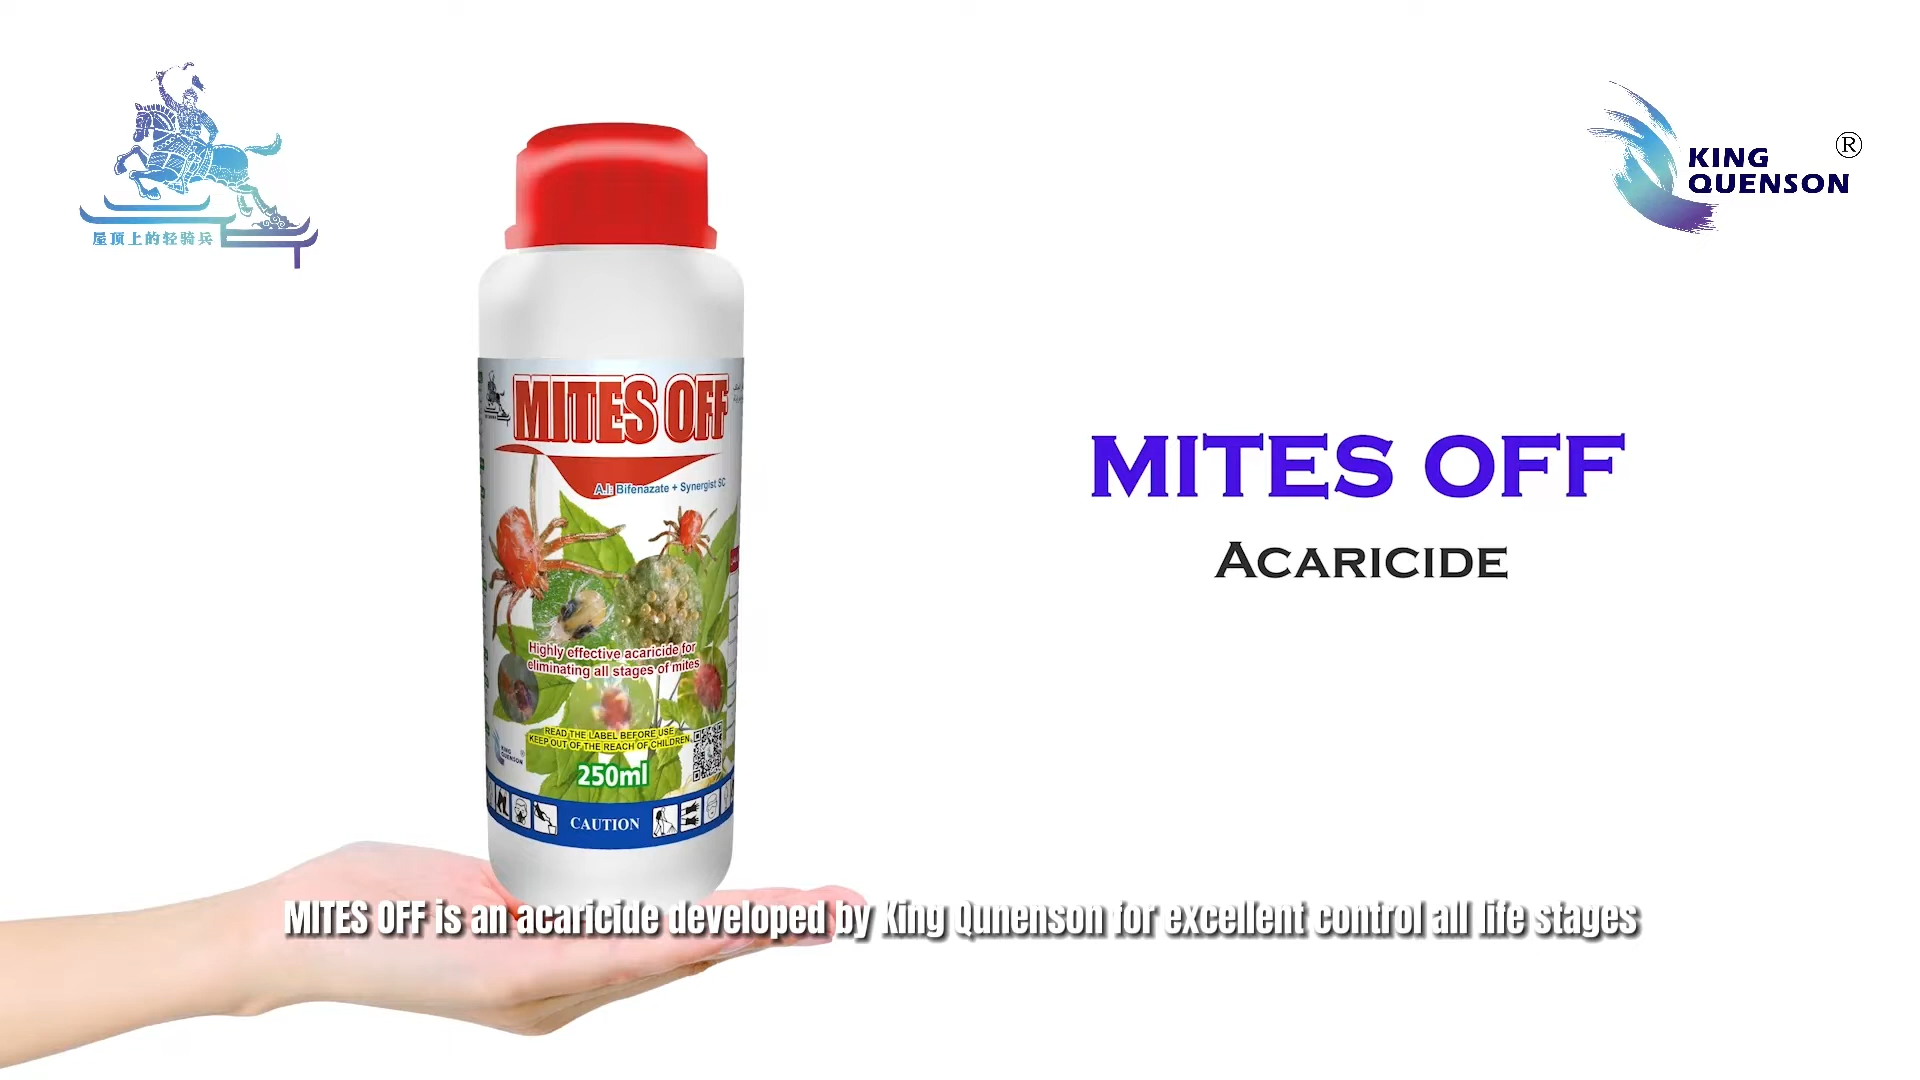 屋顶上的轻骑兵
KING
QUENSON
®
MITES OFF
A.I: Bifenazate + Synergist SC
Highly effective acaricide for
eliminating all stages of mites
READ THE LABEL BEFORE USE
KEEP OUT OF THE REACH OF CHILDREN
KING
QUENSON
®
250ml
CAUTION
MITES OFF
ACARICIDE
MITES OFF is an acaricide developed by King Qunenson for excellent control all life stages